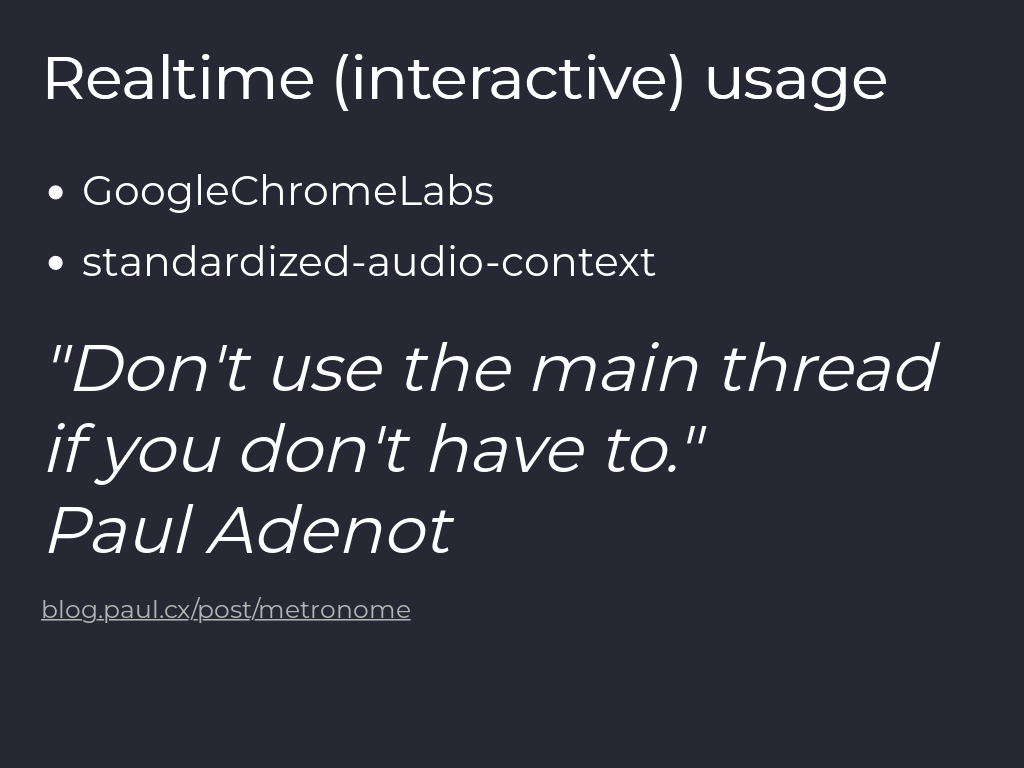 Realtime (interactive) usage
• GoogleChromeLabs
• standardized-audio-context
"Don't use the main thread
if you don't have to."
Paul Adenot
blog.paul.cx/post/metronome